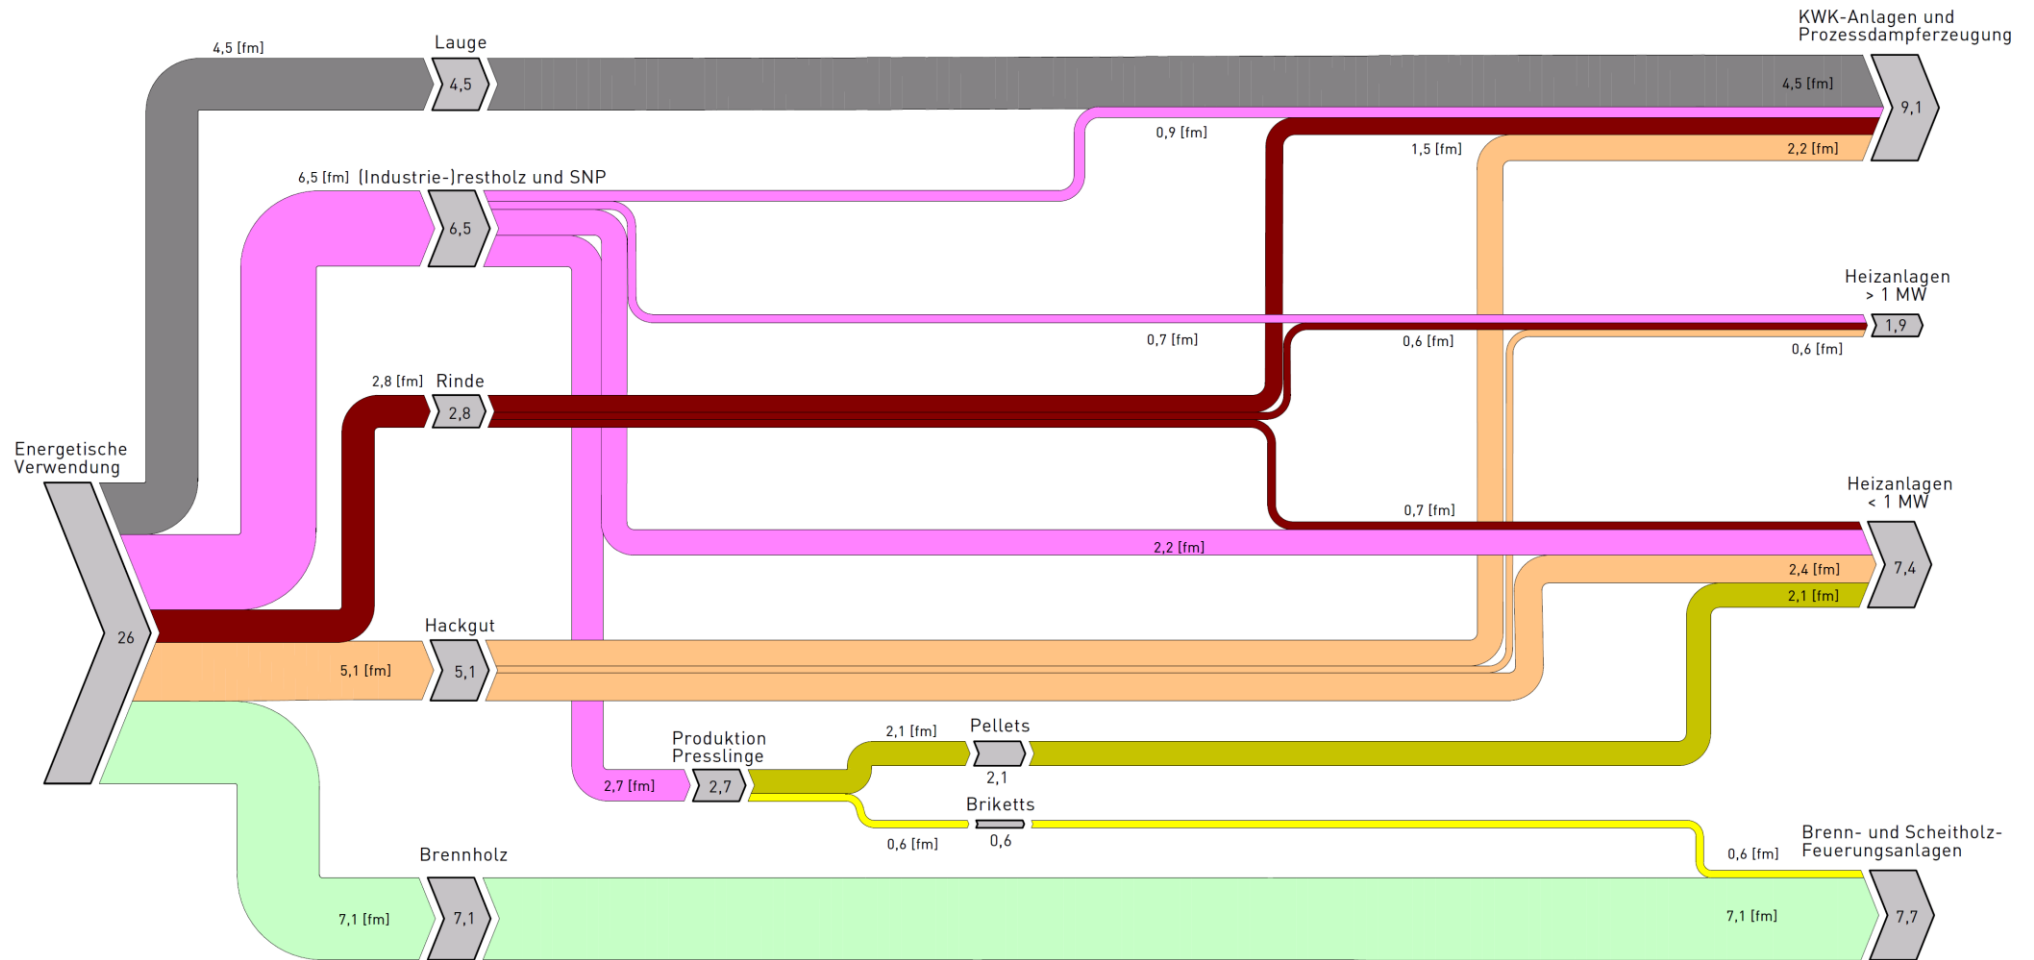 KWK-Anlagen und
Prozessdampferzeugung
4,5 [fm]
Lauge
4,5
4,5 [fm]
9,1
0,9 [fm]
1,5 [fm]
2,2 [fm]
6,5 [fm]
(Industrie-)restholz und SNP
6,5
Heizanlagen
> 1 MW
1,9
0,7 [fm]
0,6 [fm]
0,6 [fm]
2,8 [fm]
Rinde
2,8
Energetische
Verwendung
26
Heizanlagen
< 1 MW
0,7 [fm]
2,2 [fm]
2,4 [fm]
7,4
2,1 [fm]
Hackgut
5,1 [fm]
5,1
Produktion
Presslinge
2,7 [fm]
2,7
2,1 [fm]
Pellets
2,1
Briketts
0,6 [fm]
0,6
Brenn- und Scheitholz-
Feuerungsanlagen
0,6 [fm]
Brennholz
7,1 [fm]
7,1
7,1 [fm]
7,7